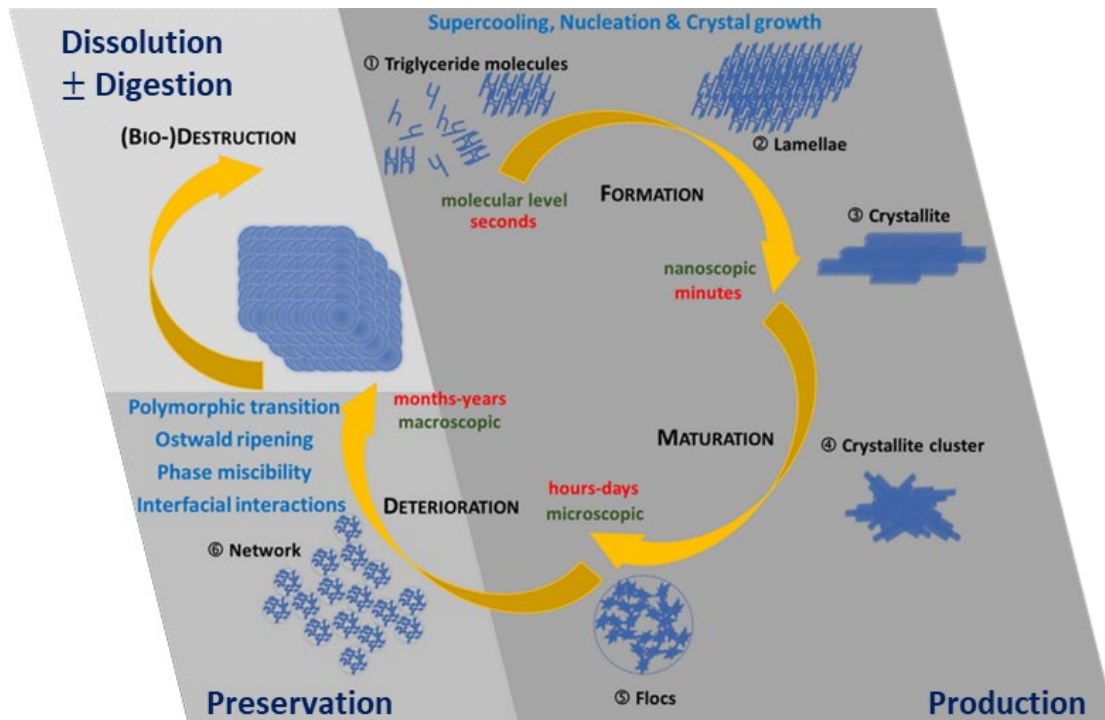 Dissolution
± Digestion
(BIO-)DESTRUCTION
Supercooling, Nucleation & Crystal growth
① Triglyceride molecules
② Lamellae
molecular level
seconds
FORMATION
③ Crystallite
nanoscopic
minutes
MATURATION
④ Crystallite cluster
hours-days
microscopic
⑤ Flocs
months-years
macroscopic
DETERIORATION
Polymorphic transition
Ostwald ripening
Phase miscibility
Interfacial interactions
⑥ Network
Preservation
Production